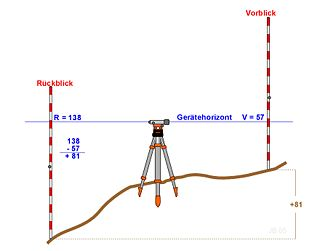 Vorblick
Rückblick
R = 138
Gerätehorizont
V = 57
138
- 57
+ 81
+81